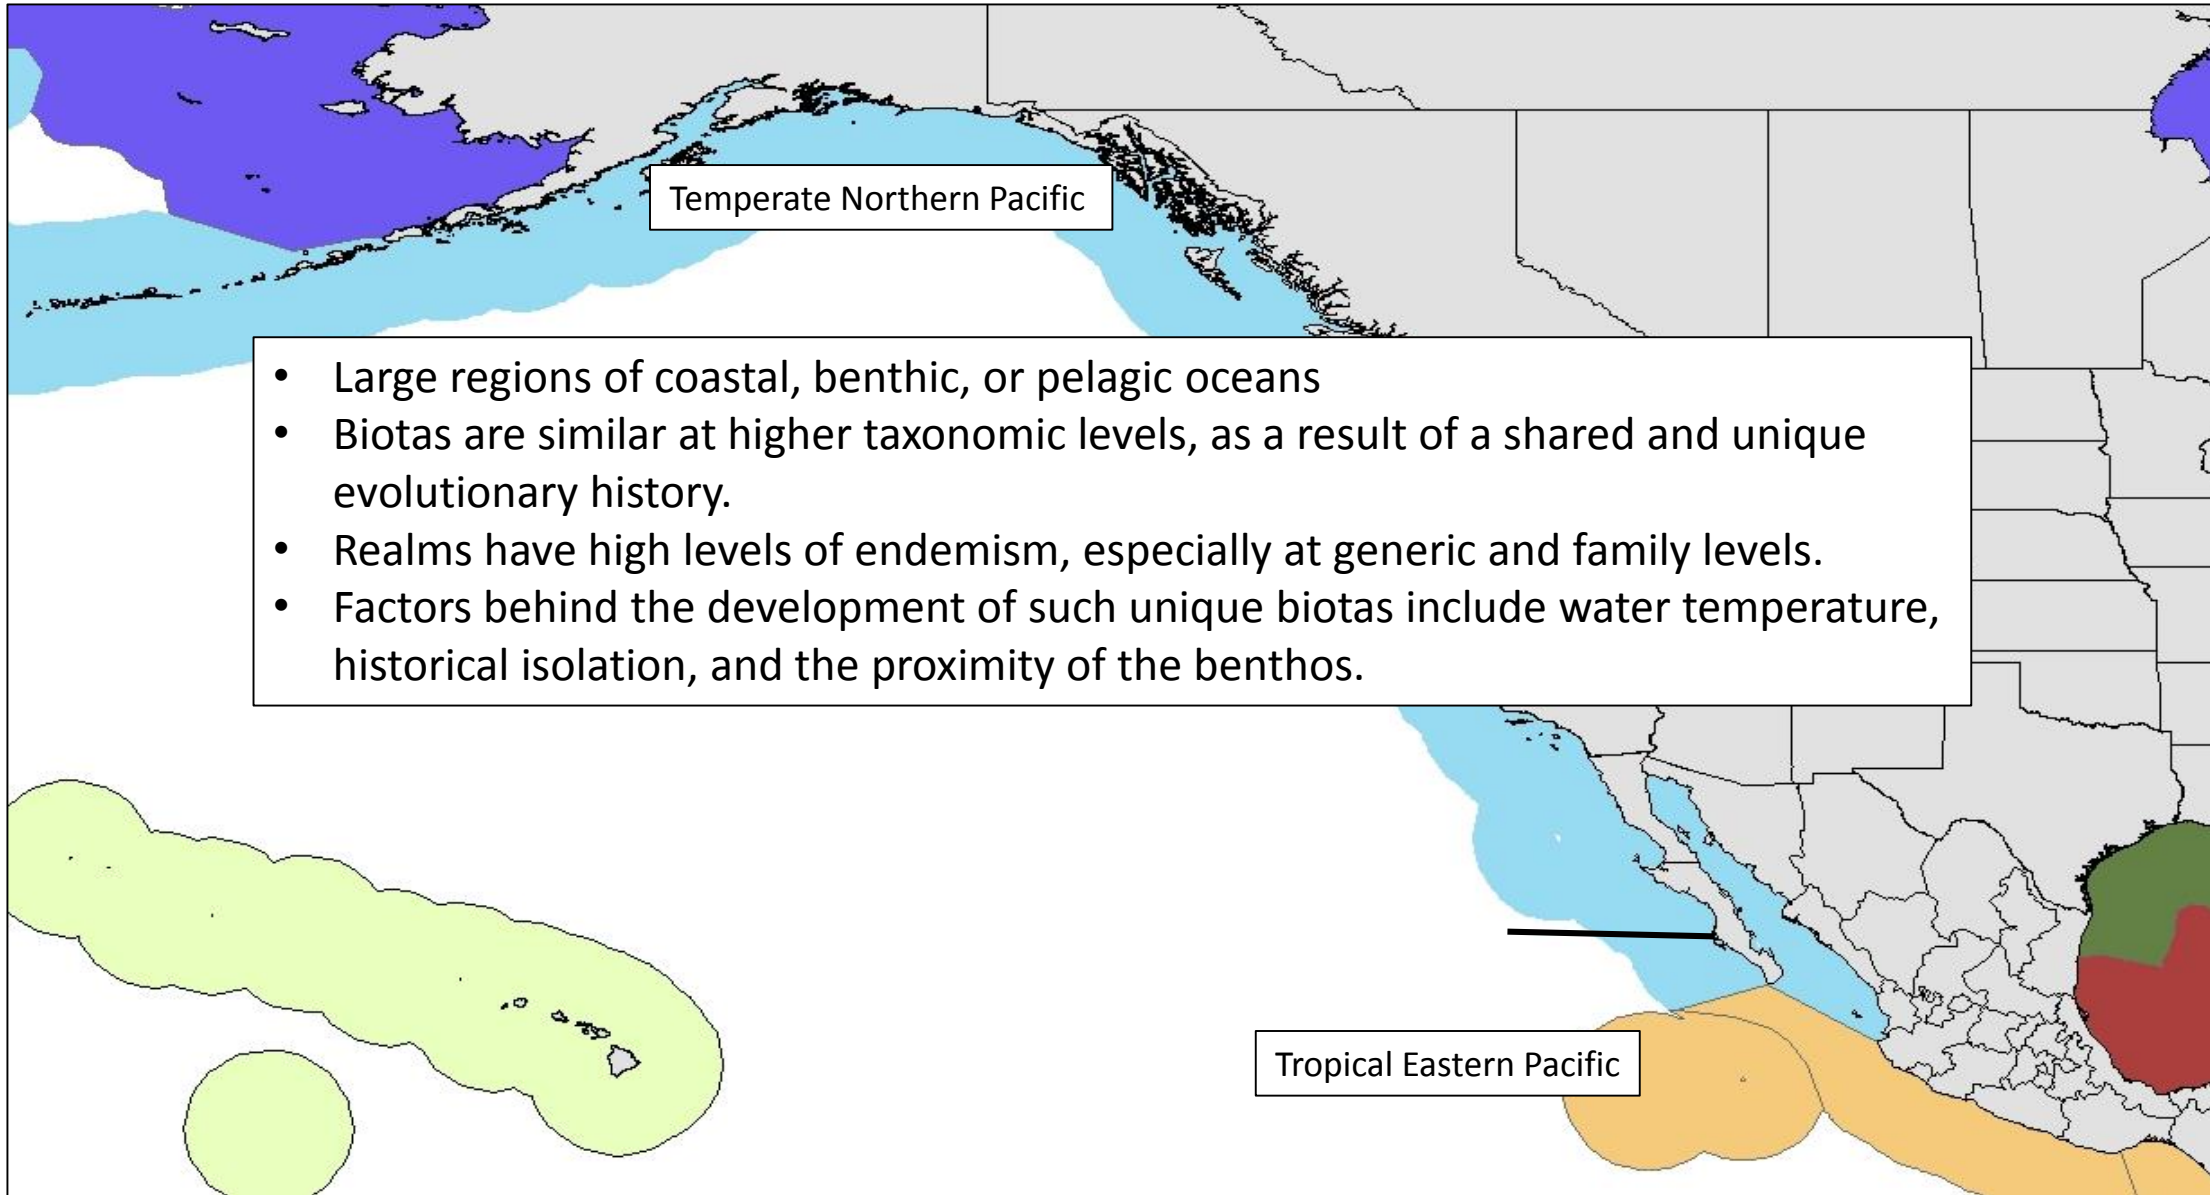 Temperate Northern Pacific
• Large regions of coastal, benthic, or pelagic oceans
• Biotas are similar at higher taxonomic levels, as a result of a shared and unique
evolutionary history.
• Realms have high levels of endemism, especially at generic and family levels.
• Factors behind the development of such unique biotas include water temperature,
historical isolation, and the proximity of the benthos.
Tropical Eastern Pacific